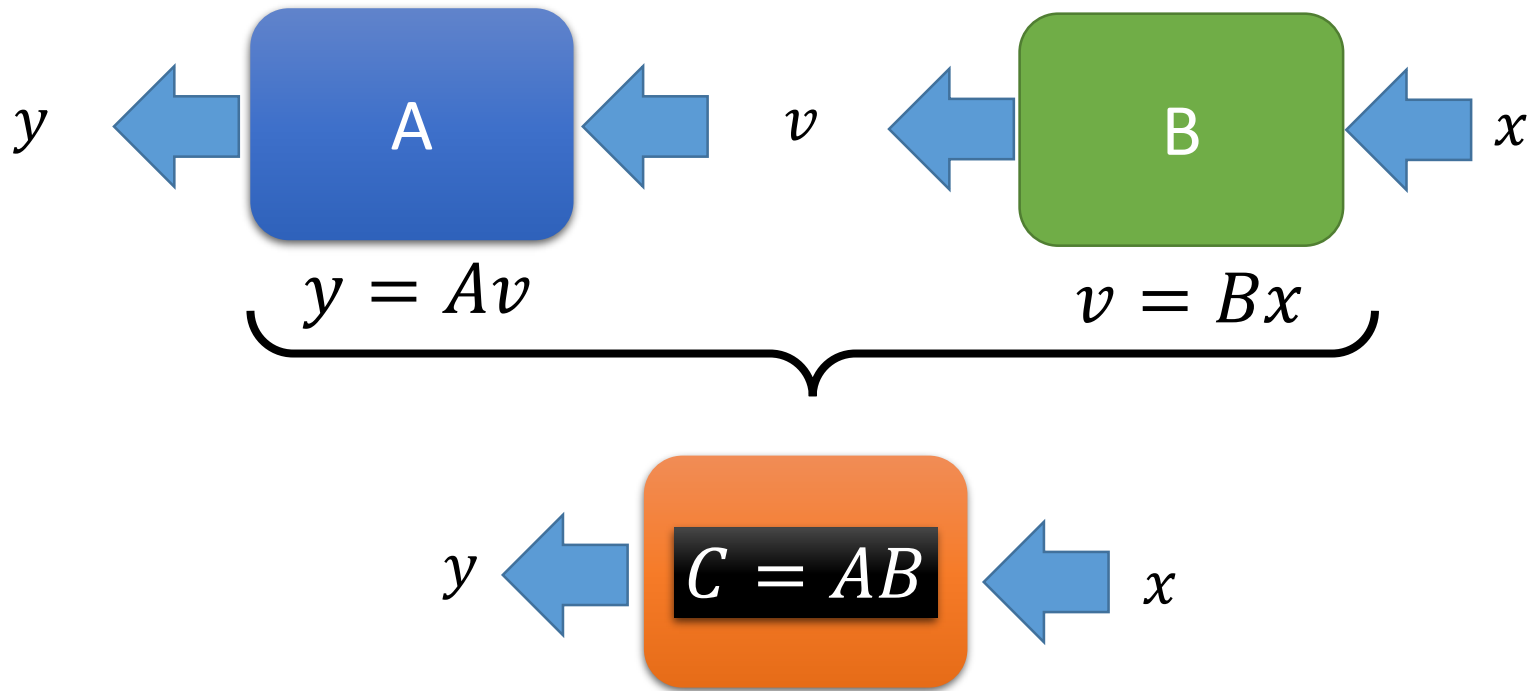 y A v B x
y = Av
v = Bx
y C = AB x